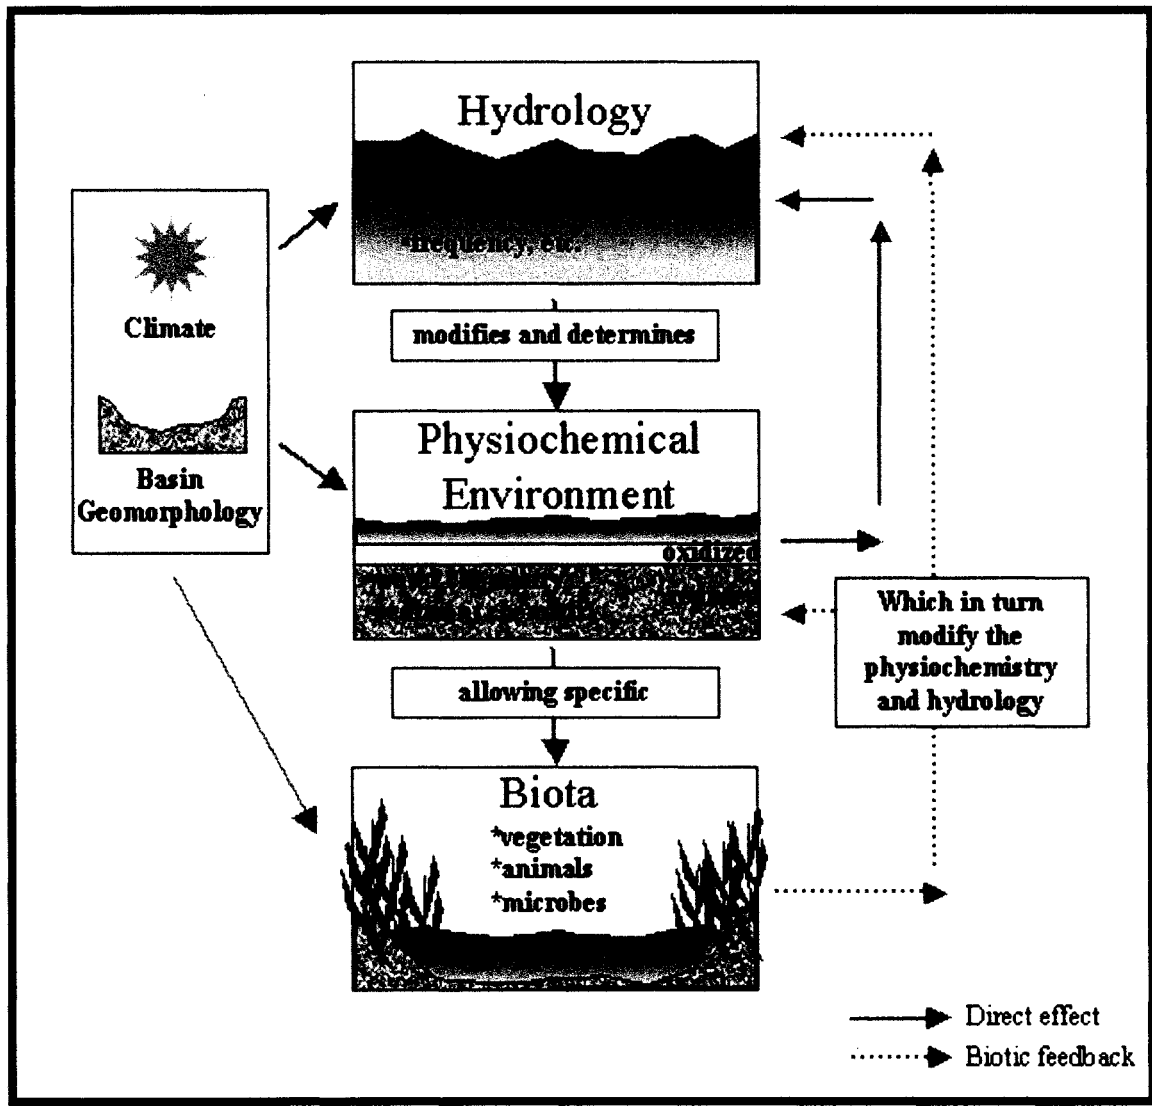 Hydrology
*frequency, etc.
Climate
Basin
Geomorphology
modifies and determines
Physiochemical
Environment
oxidized
allowing specific
Which in turn
modify the
physiochemistry
and hydrology
Biota
*vegetation
*animals
*microbes
Direct effect
Biotic feedback